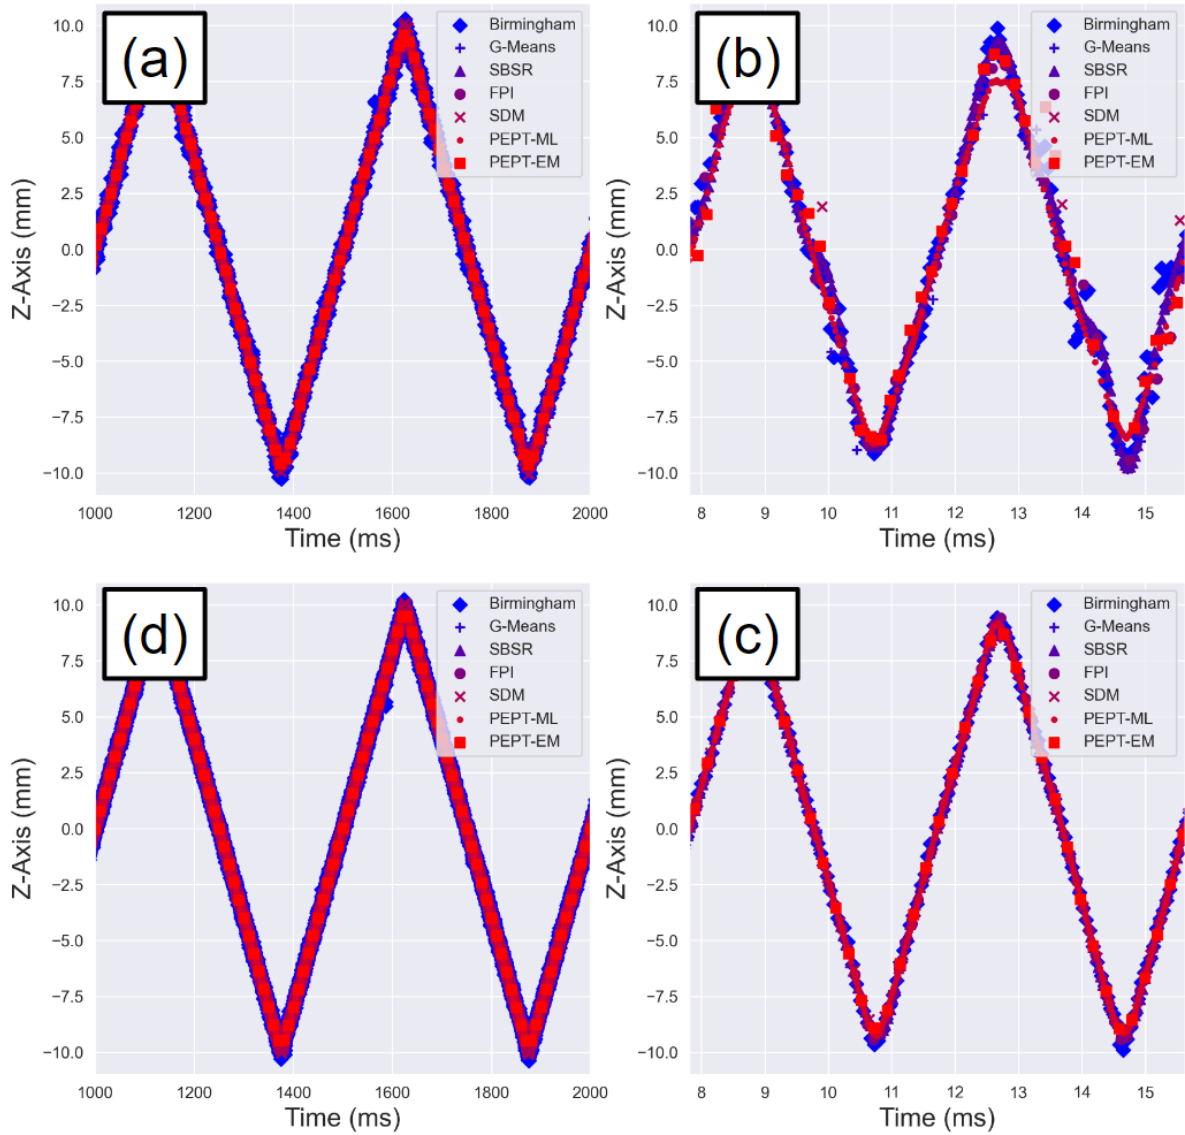 (a)
Birmingham
G-Means
SBSR
FPI
SDM
PEPT-ML
PEPT-EM
10.0
7.5
5.0
2.5
0.0
−2.5
−5.0
−7.5
−10.0
Z-Axis (mm)
1000 1200 1400 1600 1800 2000
Time (ms)
(b)
Birmingham
G-Means
SBSR
FPI
SDM
PEPT-ML
PEPT-EM
10.0
7.5
5.0
2.5
0.0
−2.5
−5.0
−7.5
−10.0
Z-Axis (mm)
8 9 10 11 12 13 14 15
Time (ms)
(d)
Birmingham
G-Means
SBSR
FPI
SDM
PEPT-ML
PEPT-EM
10.0
7.5
5.0
2.5
0.0
−2.5
−5.0
−7.5
−10.0
Z-Axis (mm)
1000 1200 1400 1600 1800 2000
Time (ms)
(c)
Birmingham
G-Means
SBSR
FPI
SDM
PEPT-ML
PEPT-EM
10.0
7.5
5.0
2.5
0.0
−2.5
−5.0
−7.5
−10.0
Z-Axis (mm)
8 9 10 11 12 13 14 15
Time (ms)